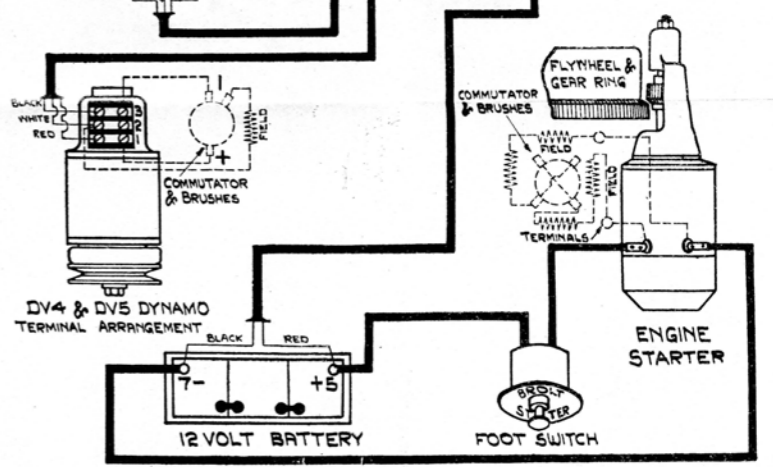 BLACK
WHITE
RED
3
2
1
-
+
FIELD
COMMUTATOR
& BRUSHES
DV4 & DV5 DYNAMO
TERMINAL ARRANGEMENT
COMMUTATOR
& BRUSHES
FLYWHEEL &
GEAR RING
FIELD
FIELD
TERMINALS
ENGINE
STARTER
BLACK RED
7- +5
12 VOLT BATTERY
BROLT
FOOT SWITCH